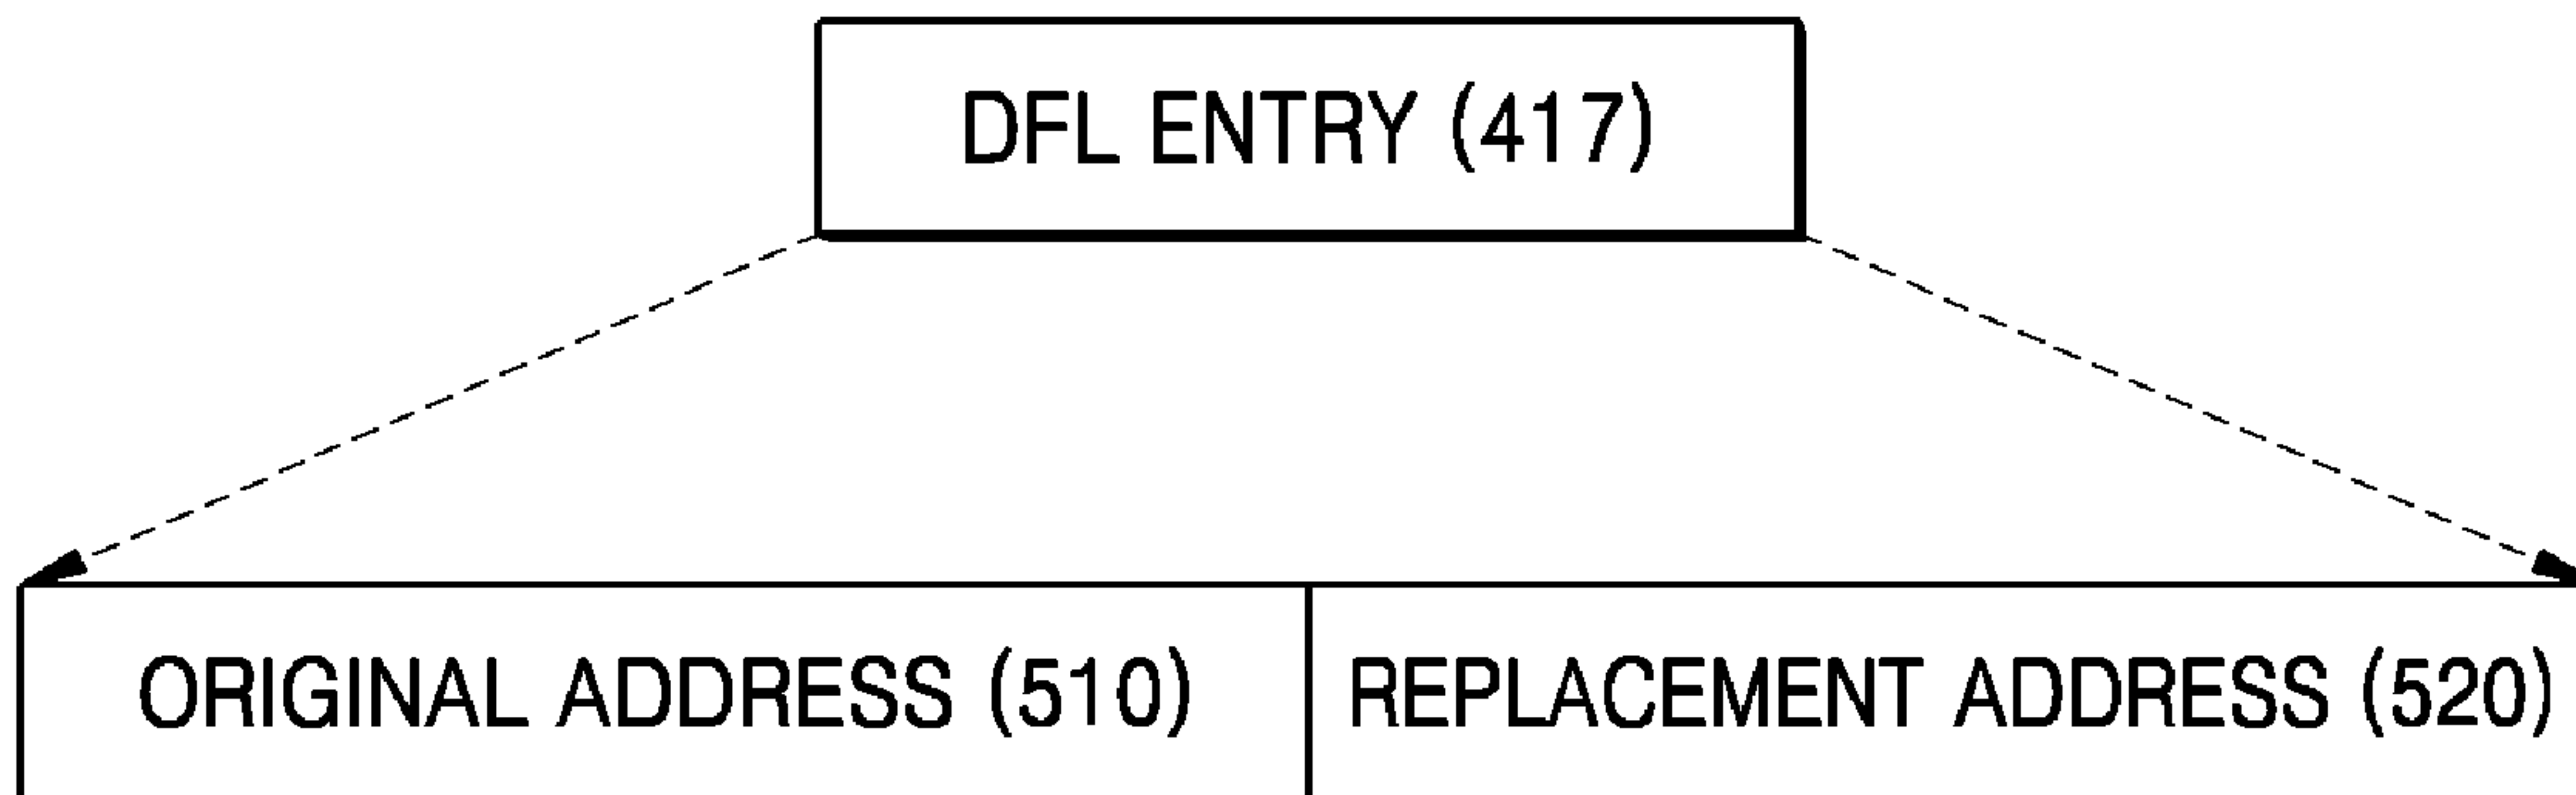 DFL ENTRY (417)
ORIGINAL ADDRESS (510)
REPLACEMENT ADDRESS (520)